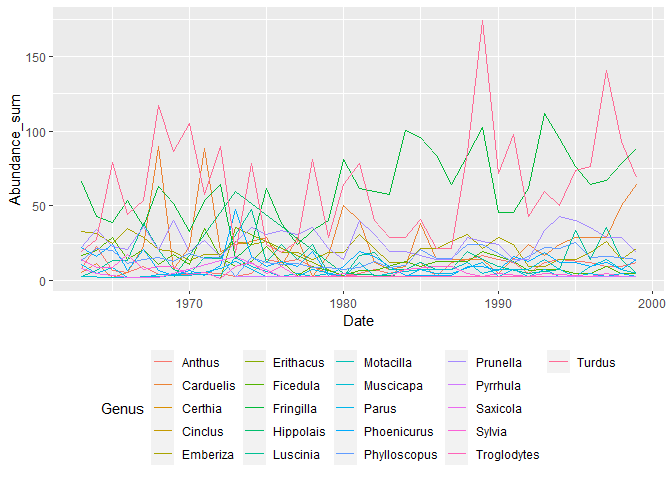 Abundance_sum
150
100
50
0
1970
1980
1990
2000
Date
Genus
Anthus
Carduelis
Certhia
Cinclus
Emberiza
Erithacus
Ficedula
Fringilla
Hippolais
Luscinia
Motacilla
Muscicapa
Parus
Phoenicurus
Phylloscopus
Prunella
Pyrrhula
Saxicola
Sylvia
Troglodytes
Turdus